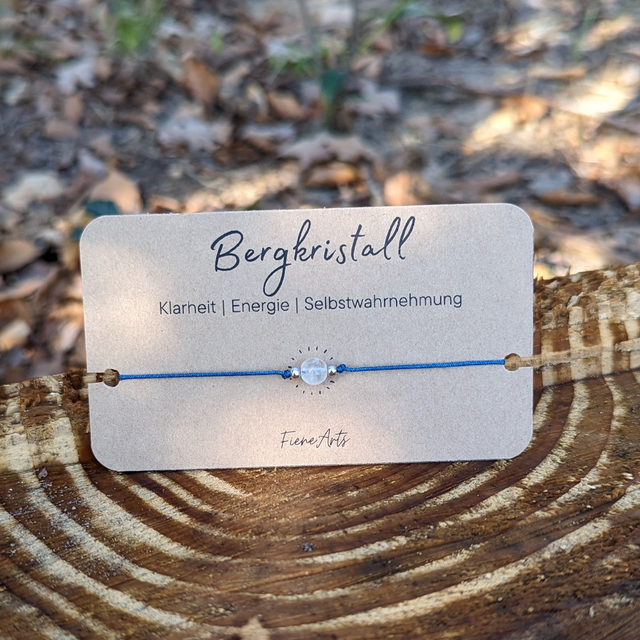 Bergkristall
Klarheit | Energie | Selbstwahrnehmung
FieneArts